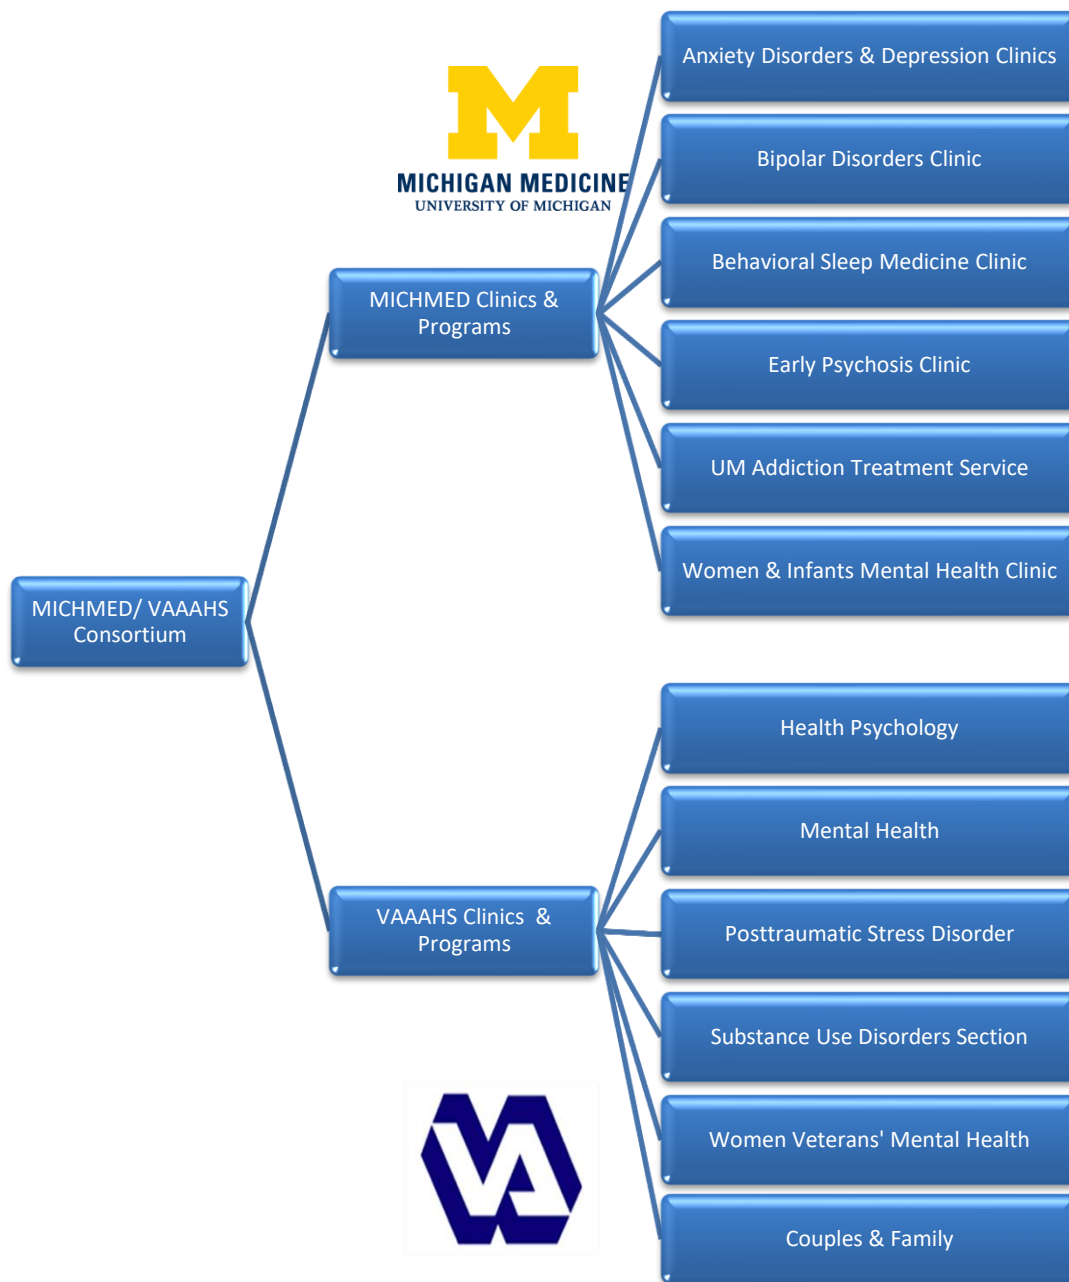 M
MICHIGAN MEDICINE
UNIVERSITY OF MICHIGAN
MICHMED/ VAAAHS
Consortium
MICHMED Clinics &
Programs
Anxiety Disorders & Depression Clinics
Bipolar Disorders Clinic
Behavioral Sleep Medicine Clinic
Early Psychosis Clinic
UM Addiction Treatment Service
Women & Infants Mental Health Clinic
VAAAHS Clinics  &
Programs
Health Psychology
Mental Health
Posttraumatic Stress Disorder
Substance Use Disorders Section
Women Veterans' Mental Health
Couples & Family
VA